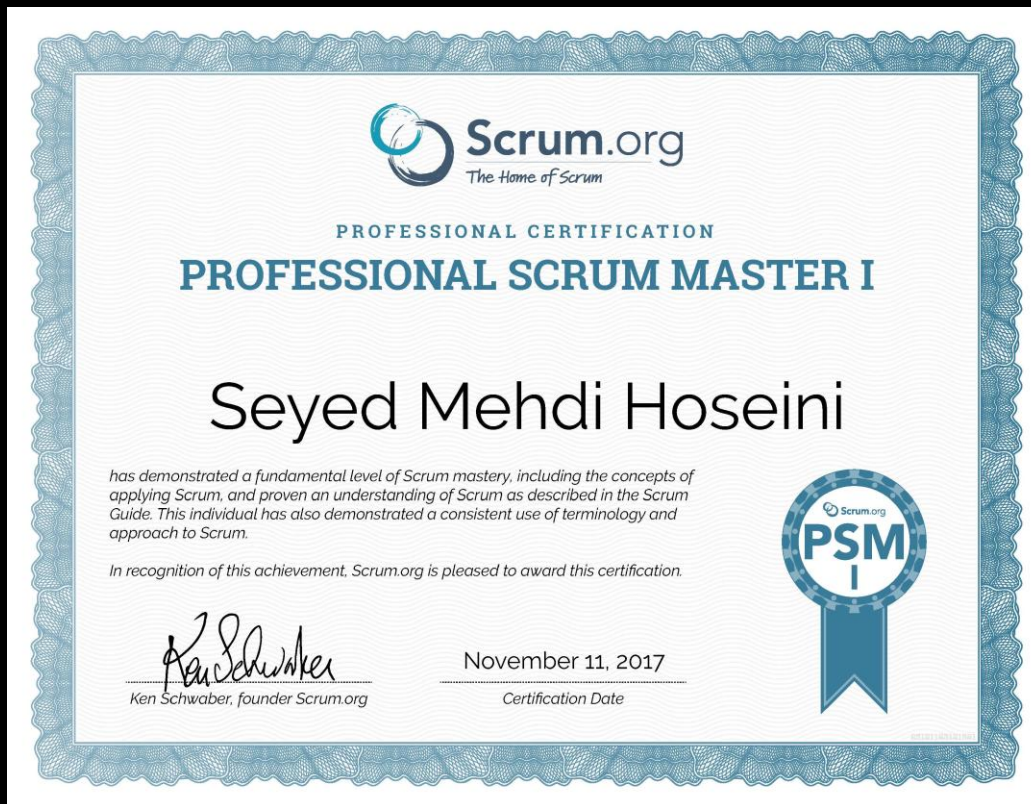 Scrum.org
The Home of Scrum
PROFESSIONAL CERTIFICATION
PROFESSIONAL SCRUM MASTER I
Seyed Mehdi Hoseini
has demonstrated a fundamental level of Scrum mastery, including the concepts of
applying Scrum, and proven an understanding of Scrum as described in the Scrum
Guide. This individual has also demonstrated a consistent use of terminology and
approach to Scrum.
In recognition of this achievement, Scrum.org is pleased to award this certification.
Scrum.org
PSM
I
Ken Schwaber
November 11, 2017
Ken Schwaber, founder Scrum.org
Certification Date